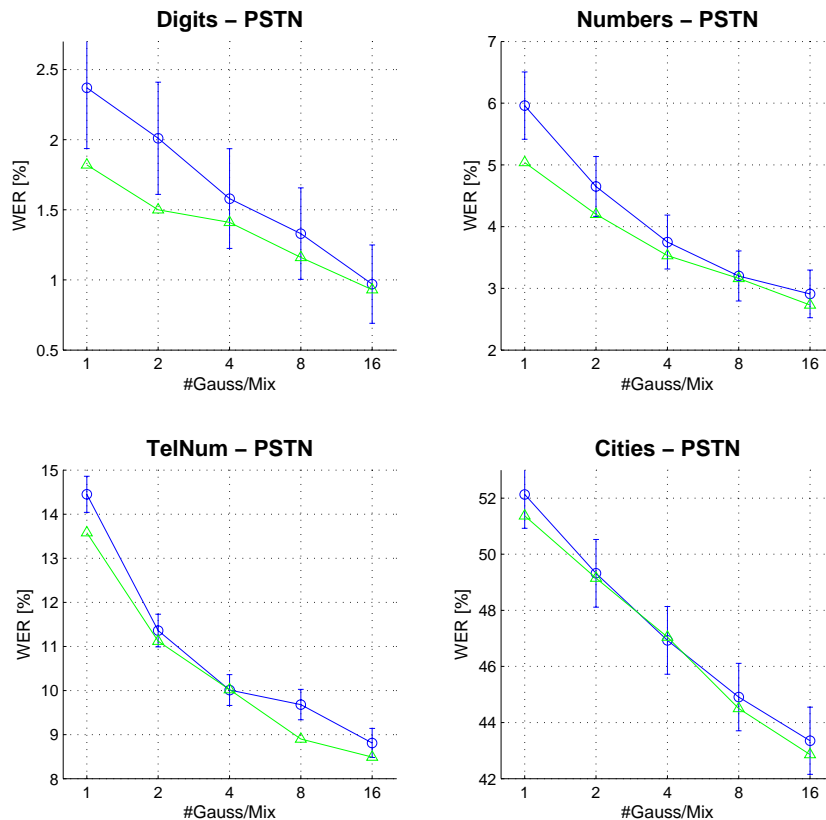 Digits – PSTN
2.5
2
1.5
1
0.5
WER [%]
1 2 4 8 16
#Gauss/Mix
Numbers – PSTN
7
6
5
4
3
2
WER [%]
1 2 4 8 16
#Gauss/Mix
TelNum – PSTN
15
14
13
12
11
10
9
8
WER [%]
1 2 4 8 16
#Gauss/Mix
Cities – PSTN
52
50
48
46
44
42
WER [%]
1 2 4 8 16
#Gauss/Mix